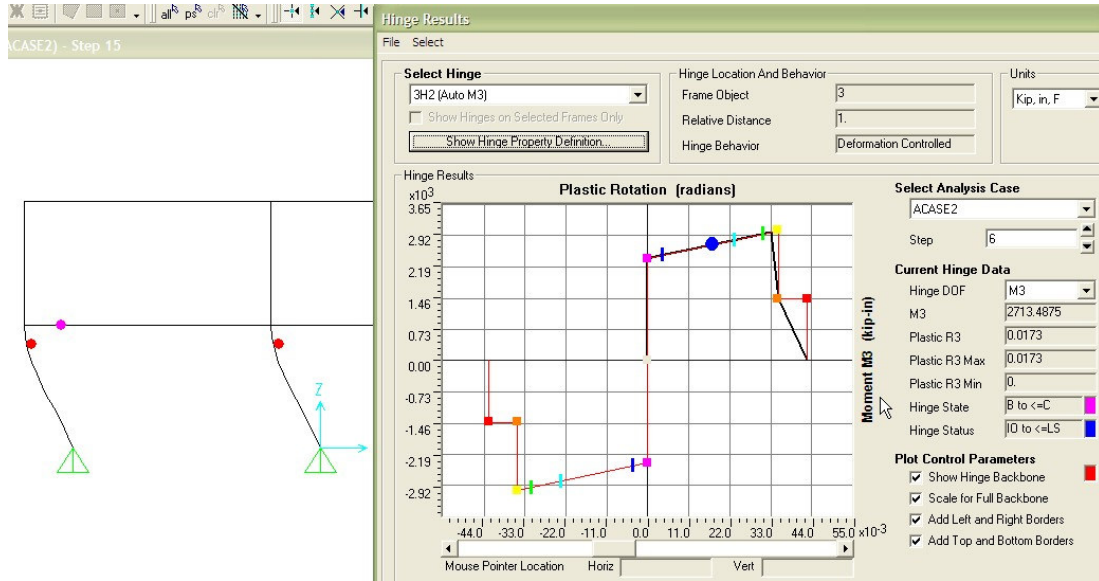 all ps clr
ACASE2) - Step 15
Z
Hinge Results
File Select
Select Hinge
3H2 (Auto M3)
Show Hinges on Selected Frames Only
Show Hinge Property Definition...
Hinge Location And Behavior
Frame Object 3
Relative Distance 1.
Hinge Behavior Deformation Controlled
Units
Kip, in, F
Hinge Results
Plastic Rotation (radians)
x10 3
3.65
2.92
2.19
1.46
0.73
0.00
-0.73
-1.46
-2.19
-2.92
-44.0 -33.0 -22.0 -11.0 0.0 11.0 22.0 33.0 44.0 55.0 x10 -3
Moment M3 (kip-in)
Mouse Pointer Location Horiz Vert
Select Analysis Case
ACASE2
Step 6
Current Hinge Data
Hinge DOF M3
M3 2713.4875
Plastic R3 0.0173
Plastic R3 Max 0.0173
Plastic R3 Min 0.
Hinge State B to <=C
Hinge Status IO to <=LS
Plot Control Parameters
Show Hinge Backbone
Scale for Full Backbone
Add Left and Right Borders
Add Top and Bottom Borders